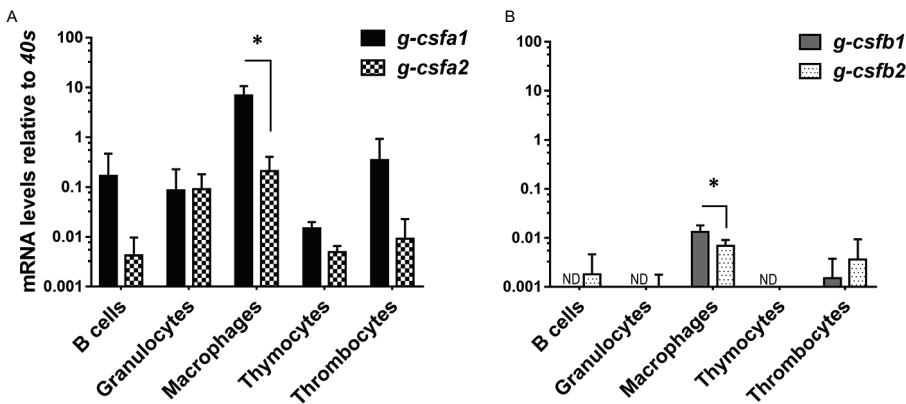 A
mRNA levels relative to 40s
100
10
1
0.1
0.01
0.001
*
g-csfa1
g-csfa2
B cells
Granulocytes
Macrophages
Thymocytes
Thrombocytes
B
100
10
1
0.1
0.01
0.001
ND
ND
*
ND
g-csfb1
g-csfb2
B cells
Granulocytes
Macrophages
Thymocytes
Thrombocytes